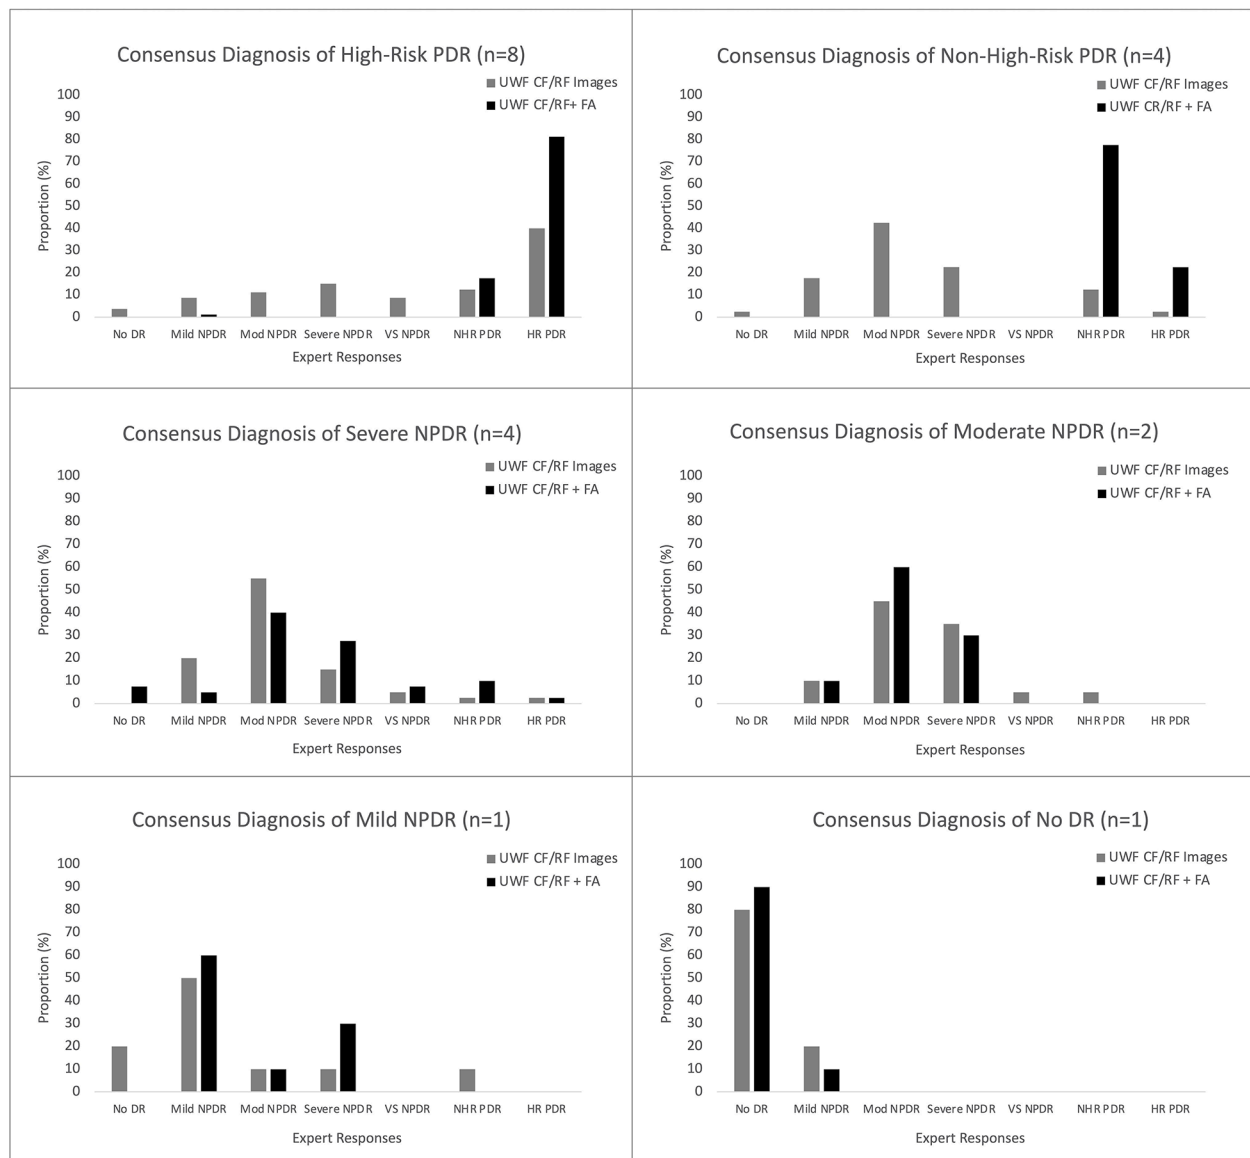 Consensus Diagnosis of High-Risk PDR (n=8)
UWF CF/RF Images
UWF CF/RF+ FA
100
90
80
70
60
50
40
30
20
10
0
Proportion (%)
No DR Mild NPDR Mod NPDR Severe NPDR VS NPDR NHR PDR HR PDR
Expert Responses
Consensus Diagnosis of Non-High-Risk PDR (n=4)
UWF CF/RF Images
UWF CR/RF + FA
100
90
80
70
60
50
40
30
20
10
0
Proportion (%)
No DR Mild NPDR Mod NPDR Severe NPDR VS NPDR NHR PDR HR PDR
Expert Responses
Consensus Diagnosis of Severe NPDR (n=4)
UWF CF/RF Images
UWF CF/RF + FA
100
90
80
70
60
50
40
30
20
10
0
Proportion (%)
No DR Mild NPDR Mod NPDR Severe NPDR VS NPDR NHR PDR HR PDR
Expert Responses
Consensus Diagnosis of Moderate NPDR (n=2)
UWF CF/RF Images
UWF CF/RF + FA
100
90
80
70
60
50
40
30
20
10
0
Proportion (%)
No DR Mild NPDR Mod NPDR Severe NPDR VS NPDR NHR PDR HR PDR
Expert Responses
Consensus Diagnosis of Mild NPDR (n=1)
UWF CF/RF Images
UWF CF/RF + FA
100
90
80
70
60
50
40
30
20
10
0
Proportion (%)
No DR Mild NPDR Mod NPDR Severe NPDR VS NPDR NHR PDR HR PDR
Expert Responses
Consensus Diagnosis of No DR (n=1)
UWF CF/RF Images
UWF CF/RF + FA
100
90
80
70
60
50
40
30
20
10
0
Proportion (%)
No DR Mild NPDR Mod NPDR Severe NPDR VS NPDR NHR PDR HR PDR
Expert Responses